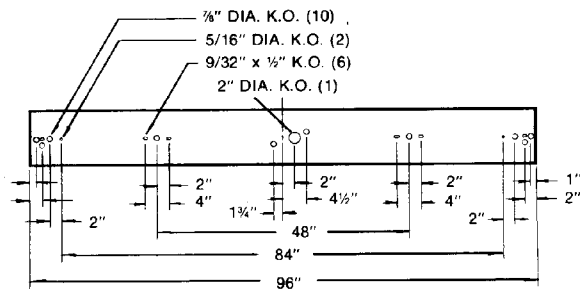 ⅞" DIA. K.O. (10)
5/16" DIA. K.O. (2)
9/32" x ½" K.O. (6)
2" DIA. K.O. (1)
2" 2" 2" 1"
4" 4½" 4" 2"
2" 1¾" 2"
48"
84"
96"